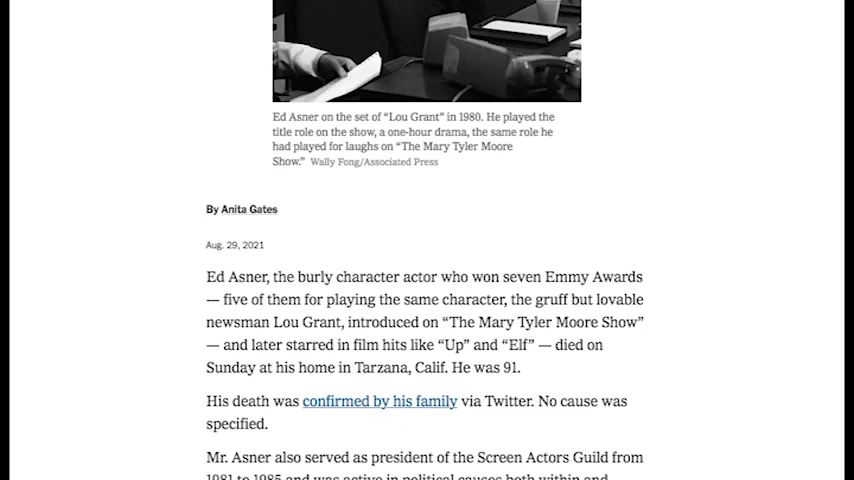 Ed Asner on the set of “Lou Grant” in 1980. He played the
title role on the show, a one-hour drama, the same role he
had played for laughs on “The Mary Tyler Moore
Show.” Wally Fong/Associated Press
By Anita Gates
Aug. 29, 2021
Ed Asner, the burly character actor who won seven Emmy Awards
— five of them for playing the same character, the gruff but lovable
newsman Lou Grant, introduced on “The Mary Tyler Moore Show”
— and later starred in film hits like “Up” and “Elf” — died on
Sunday at his home in Tarzana, Calif. He was 91.
His death was confirmed by his family via Twitter. No cause was
specified.
Mr. Asner also served as president of the Screen Actors Guild from
1981 to 1985 and was active in political causes both within and